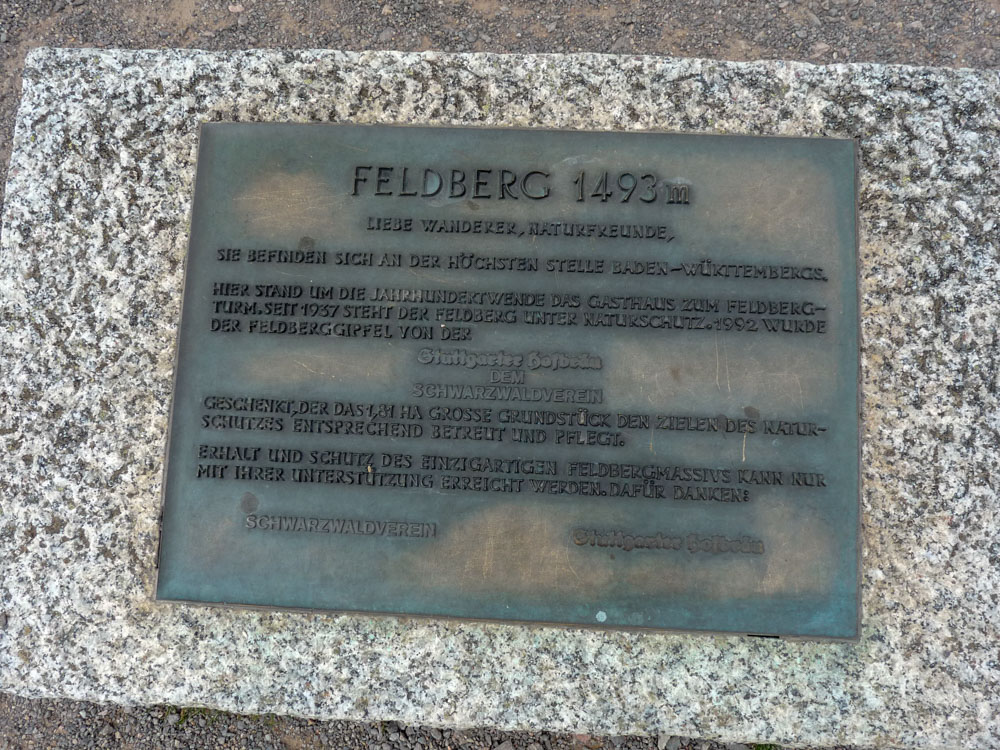 FELDBERG 1493 m
LIEBE WANDERER, NATURFREUNDE,
SIE BEFINDEN SICH AN DER HÖCHSTEN STELLE BADEN-WÜRTTEMBERGS.
HIER STAND UM DIE JAHRHUNDERTWENDE DAS GASTHAUS ZUM FELDBERG-
TURM. SEIT 1937 STEHT DER FELDBERG UNTER NATURSCHUTZ. 1992 WURDE
DER FELDBERGGIPFEL VON DER
Stuttgarter Hofbräu
DEM
SCHWARZWALDVEREIN
GESCHENKT, DER DAS 1,81 HA GROSSE GRUNDSTÜCK DEN ZIELEN DES NATUR-
SCHUTZES ENTSPRECHEND BETREUT UND PFLEGT.
ERHALT UND SCHUTZ DES EINZIGARTIGEN FELDBERGMASSIVS KANN NUR
MIT IHRER UNTERSTÜTZUNG ERREICHT WERDEN. DAFÜR DANKEN:
SCHWARZWALDVEREIN Stuttgarter Hofbräu